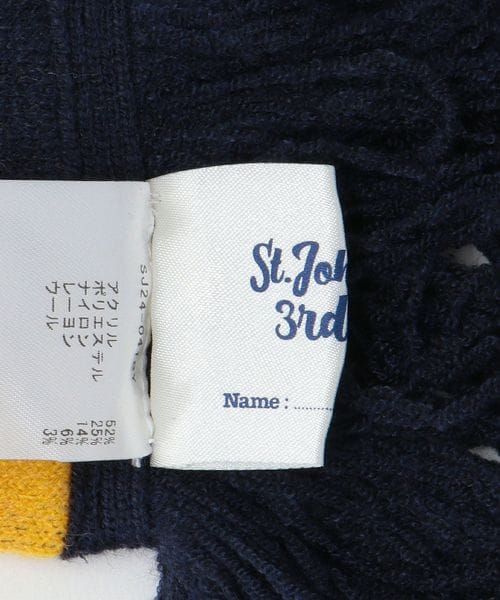 St.Joh
3rd
Name :
アクリル 52%
ポリエステル 25%
ナイロン 14%
レーヨン 6%
ウール 3%